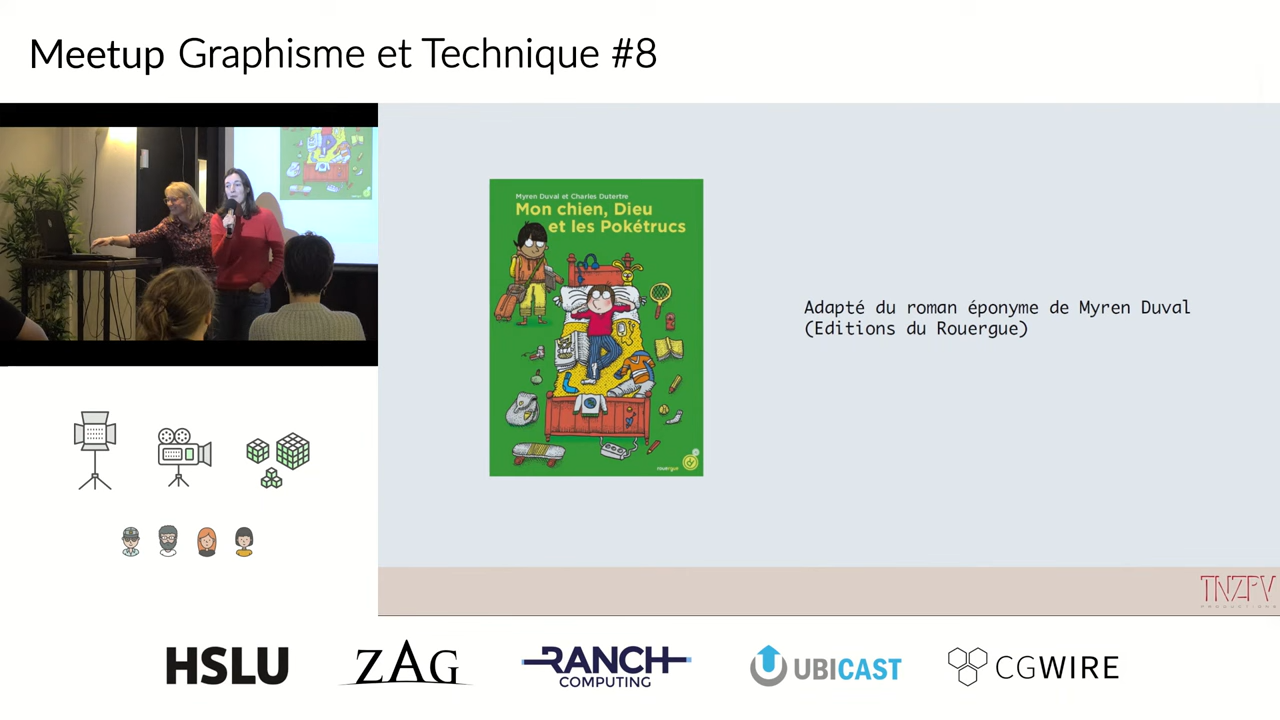 Meetup Graphisme et Technique #8
Myren Duval et Charles Dutertre
Mon chien, Dieu
et les Pokétrucs
rouergue
Adapté du roman éponyme de Myren Duval
(Editions du Rouergue)
TNZPV
PRODUCTIONS
HSLU
ZAG
RANCH
COMPUTING
UBICAST
CGWIRE